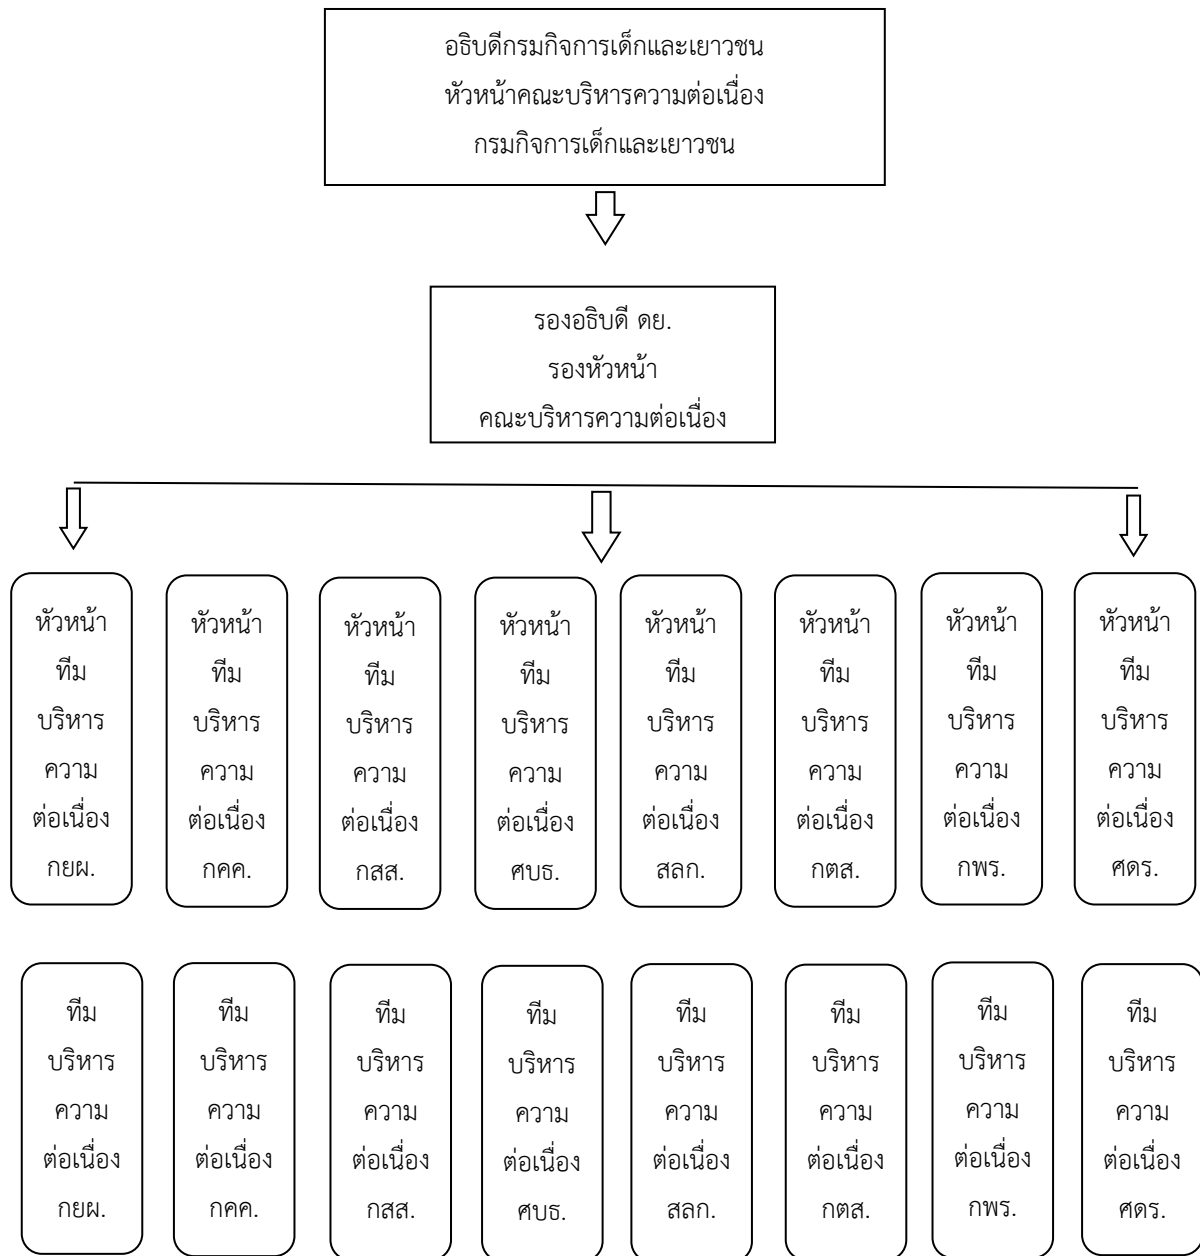 อธิบดีกรมกิจการเด็กและเยาวชน
หัวหน้าคณะบริหารความต่อเนื่อง
กรมกิจการเด็กและเยาวชน
รองอธิบดี ดย.
รองหัวหน้า
คณะบริหารความต่อเนื่อง
หัวหน้า
ทีม
บริหาร
ความ
ต่อเนื่อง
กยผ.
หัวหน้า
ทีม
บริหาร
ความ
ต่อเนื่อง
กคค.
หัวหน้า
ทีม
บริหาร
ความ
ต่อเนื่อง
กสส.
หัวหน้า
ทีม
บริหาร
ความ
ต่อเนื่อง
ศบธ.
หัวหน้า
ทีม
บริหาร
ความ
ต่อเนื่อง
สลก.
หัวหน้า
ทีม
บริหาร
ความ
ต่อเนื่อง
กตส.
หัวหน้า
ทีม
บริหาร
ความ
ต่อเนื่อง
กพร.
หัวหน้า
ทีม
บริหาร
ความ
ต่อเนื่อง
ศดร.
ทีม
บริหาร
ความ
ต่อเนื่อง
กยผ.
ทีม
บริหาร
ความ
ต่อเนื่อง
กคค.
ทีม
บริหาร
ความ
ต่อเนื่อง
กสส.
ทีม
บริหาร
ความ
ต่อเนื่อง
ศบธ.
ทีม
บริหาร
ความ
ต่อเนื่อง
สลก.
ทีม
บริหาร
ความ
ต่อเนื่อง
กตส.
ทีม
บริหาร
ความ
ต่อเนื่อง
กพร.
ทีม
บริหาร
ความ
ต่อเนื่อง
ศดร.